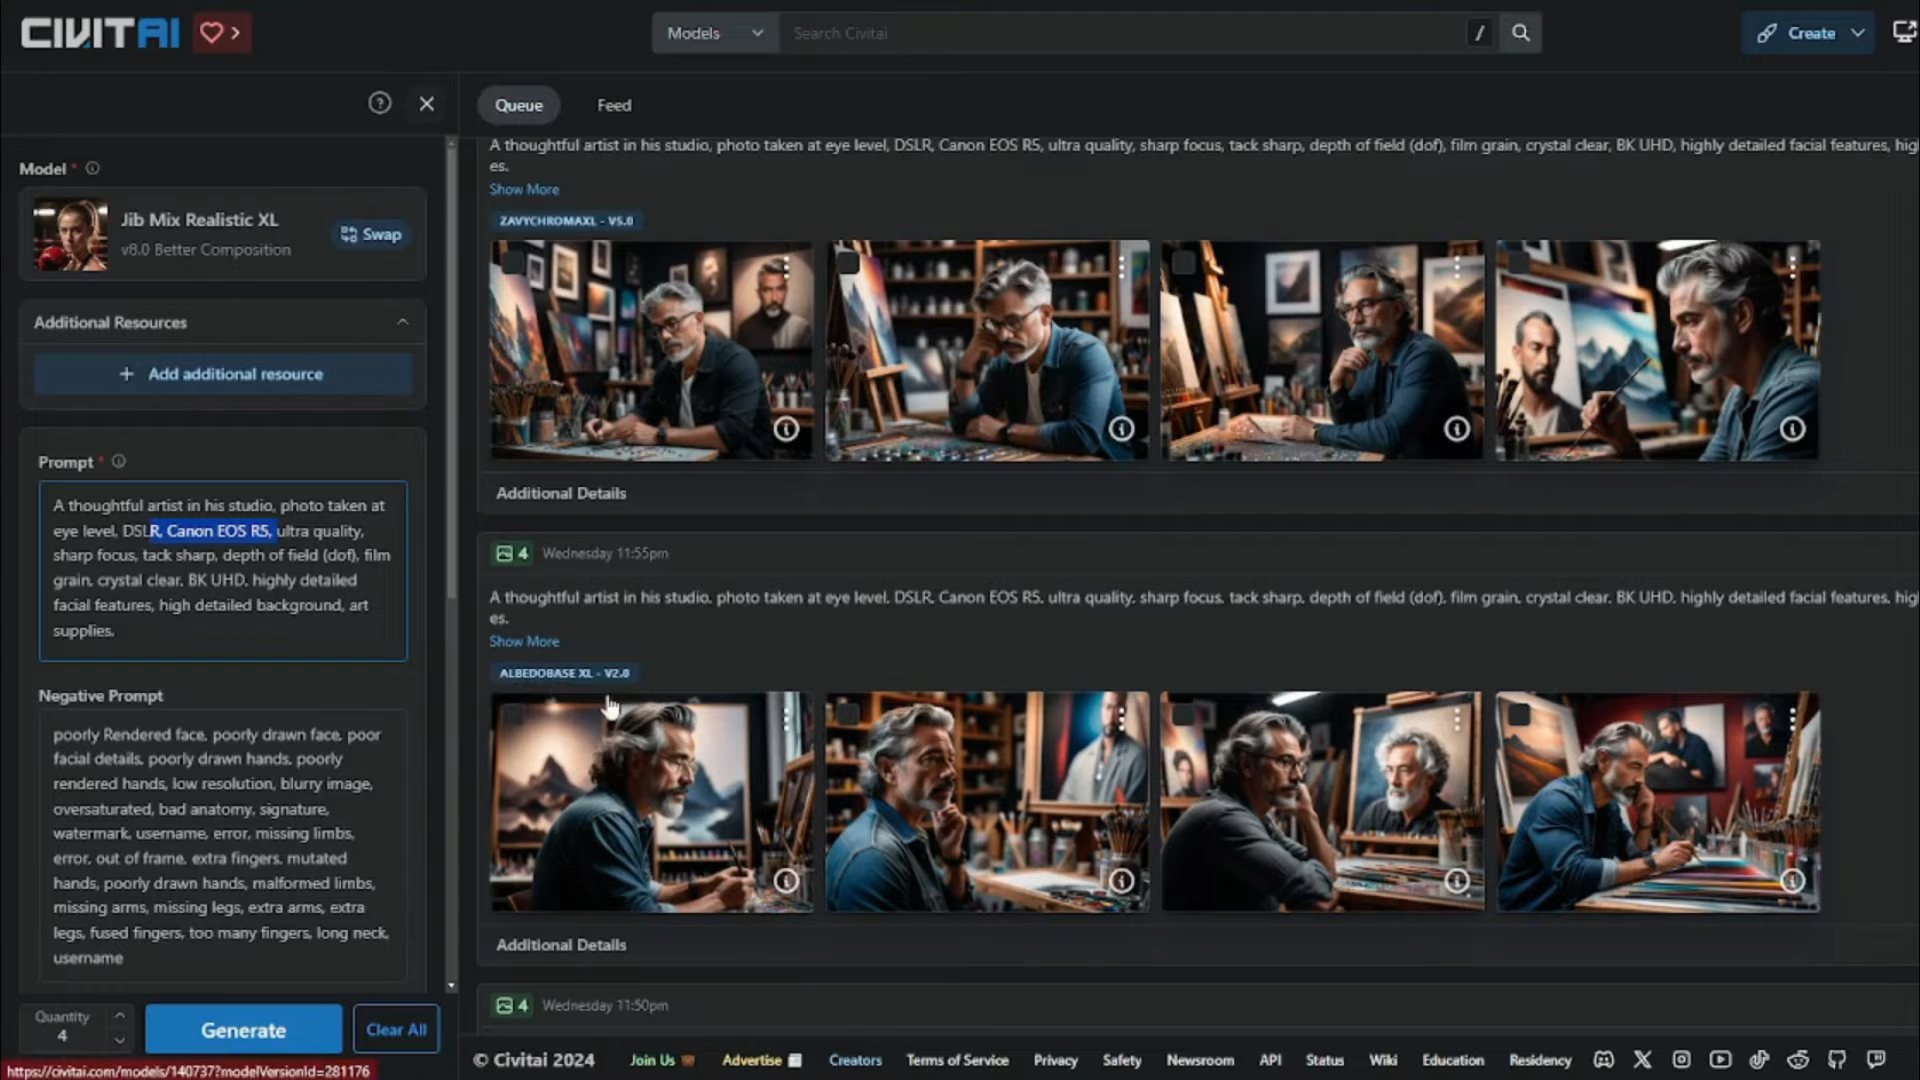 CIVITAI
Models
Search Civitai
/
Create
Queue
Feed
Model *
Jib Mix Realistic XL
v8.0 Better Composition
Swap
Additional Resources
+ Add additional resource
Prompt *
A thoughtful artist in his studio, photo taken at
eye level, DSLR, Canon EOS R5, ultra quality,
sharp focus, tack sharp, depth of field (dof), film
grain, crystal clear, BK UHD, highly detailed
facial features, high detailed background, art
supplies.
Negative Prompt
poorly Rendered face, poorly drawn face, poor
facial details, poorly drawn hands, poorly
rendered hands, low resolution, blurry image,
oversaturated, bad anatomy, signature,
watermark, username, error, missing limbs,
error, out of frame, extra fingers, mutated
hands, poorly drawn hands, malformed limbs,
missing arms, missing legs, extra arms, extra
legs, fused fingers, too many fingers, long neck,
username
Quantity
4
Generate
Clear All
https://civitai.com/models/140737?modelVersionId=281176
A thoughtful artist in his studio, photo taken at eye level, DSLR, Canon EOS R5, ultra quality, sharp focus, tack sharp, depth of field (dof), film grain, crystal clear, BK UHD, highly detailed facial features, hig
es.
Show More
ZAVYCHROMAXL - V5.0
Additional Details
4 Wednesday 11:55pm
A thoughtful artist in his studio, photo taken at eye level, DSLR, Canon EOS R5, ultra quality, sharp focus, tack sharp, depth of field (dof), film grain, crystal clear, BK UHD, highly detailed facial features, hig
es.
Show More
ALBEDOBASE XL - V2.0
Additional Details
4 Wednesday 11:50pm
© Civitai 2024
Join Us
Advertise
Creators
Terms of Service
Privacy
Safety
Newsroom
API
Status
Wiki
Education
Residency